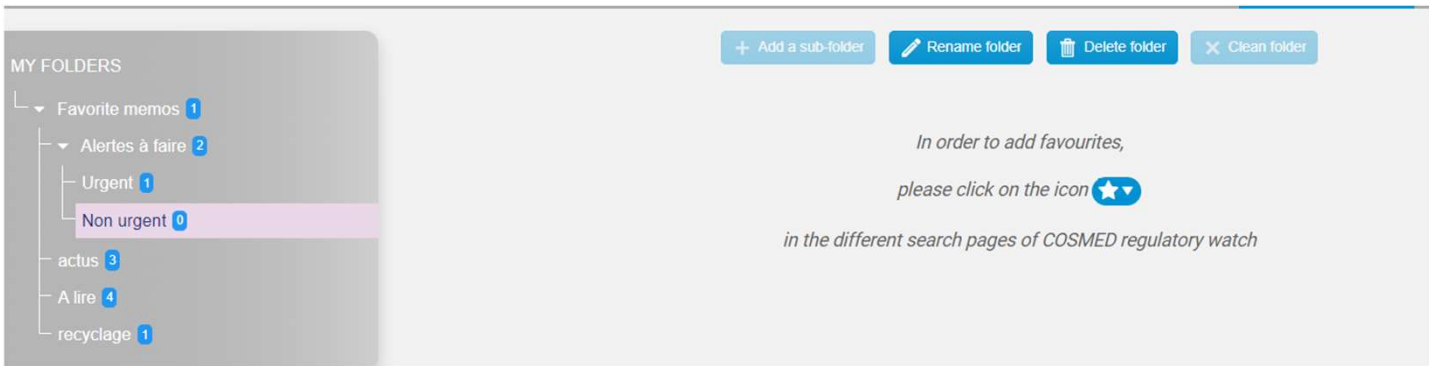 Add a sub-folder
Rename folder
Delete folder
Clean folder
MY FOLDERS
Favorite memos 1
Alertes à faire 2
Urgent 1
Non urgent 0
actus 3
A lire 4
recyclage 1
In order to add favourites,
please click on the icon
in the different search pages of COSMED regulatory watch